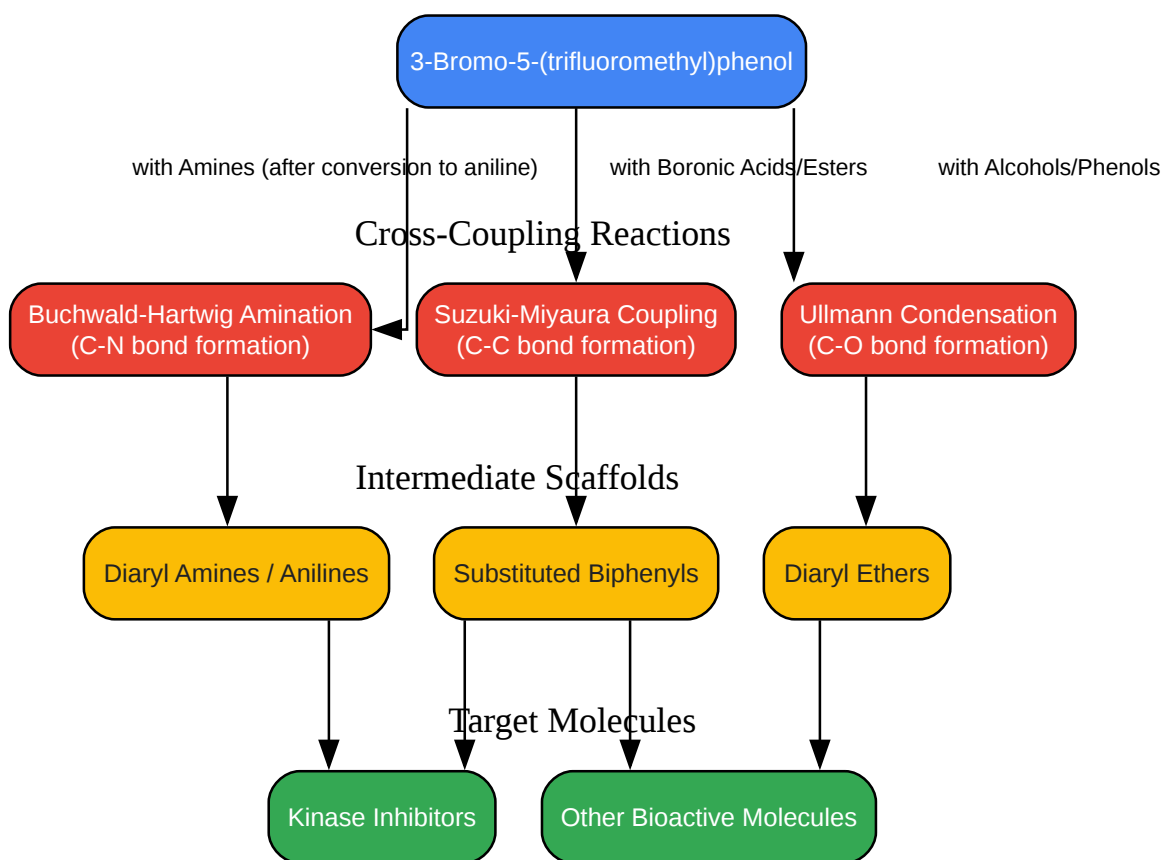 3-Bromo-5-(trifluoromethyl)phenol
with Amines (after conversion to aniline)
with Boronic Acids/Esters
with Alcohols/Phenols
Cross-Coupling Reactions
Buchwald-Hartwig Amination
(C-N bond formation)
Suzuki-Miyaura Coupling
(C-C bond formation)
Ullmann Condensation
(C-O bond formation)
Intermediate Scaffolds
Diaryl Amines / Anilines
Substituted Biphenyls
Diaryl Ethers
Target Molecules
Kinase Inhibitors
Other Bioactive Molecules